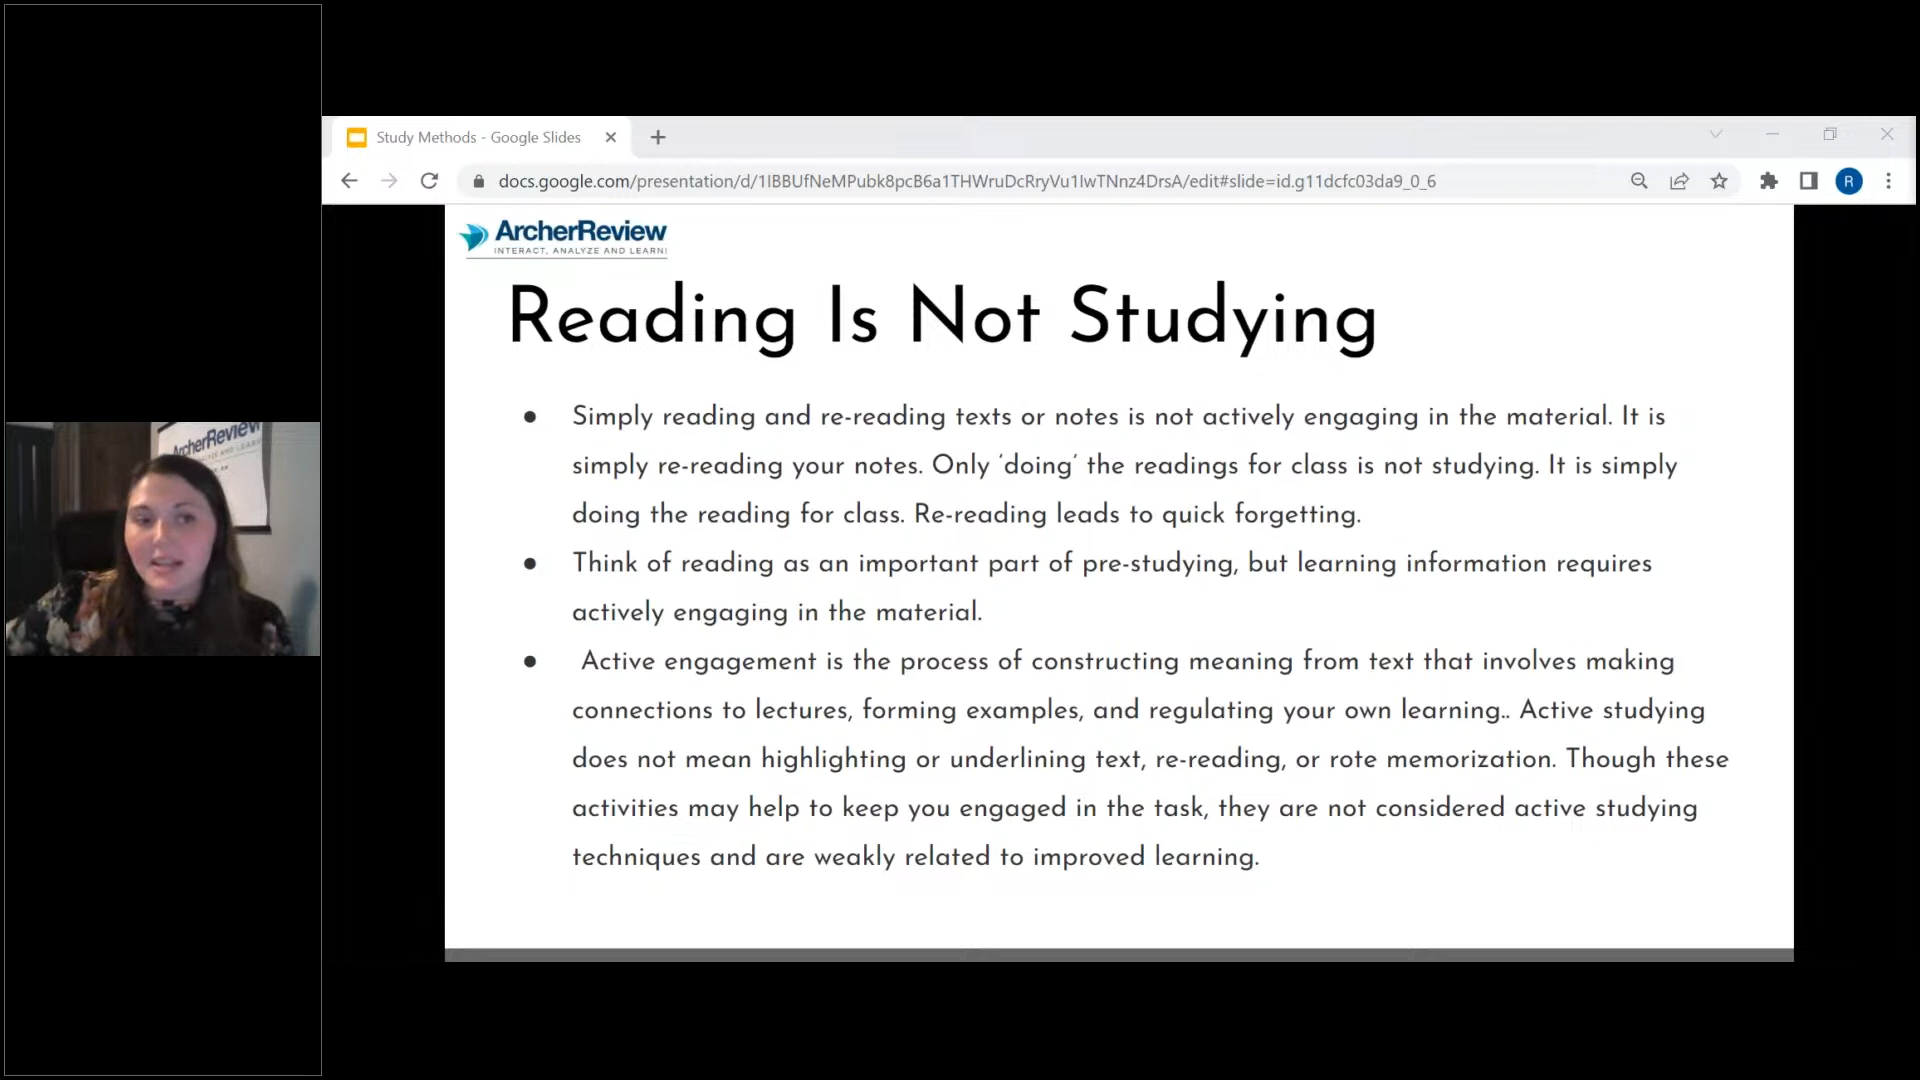 Study Methods - Google Slides
docs.google.com/presentation/d/1IBBUfNeMPubk8pcB6a1THWruDcRryVu1IwTNnz4DrsA/edit#slide=id.g11dcfc03da9_0_6
R
ArcherReview
INTERACT, ANALYZE AND LEARN!
Reading Is Not Studying
● Simply reading and re-reading texts or notes is not actively engaging in the material. It is
simply re-reading your notes. Only ‘doing’ the readings for class is not studying. It is simply
doing the reading for class. Re-reading leads to quick forgetting.
● Think of reading as an important part of pre-studying, but learning information requires
actively engaging in the material.
● Active engagement is the process of constructing meaning from text that involves making
connections to lectures, forming examples, and regulating your own learning.. Active studying
does not mean highlighting or underlining text, re-reading, or rote memorization. Though these
activities may help to keep you engaged in the task, they are not considered active studying
techniques and are weakly related to improved learning.
ArcherReview